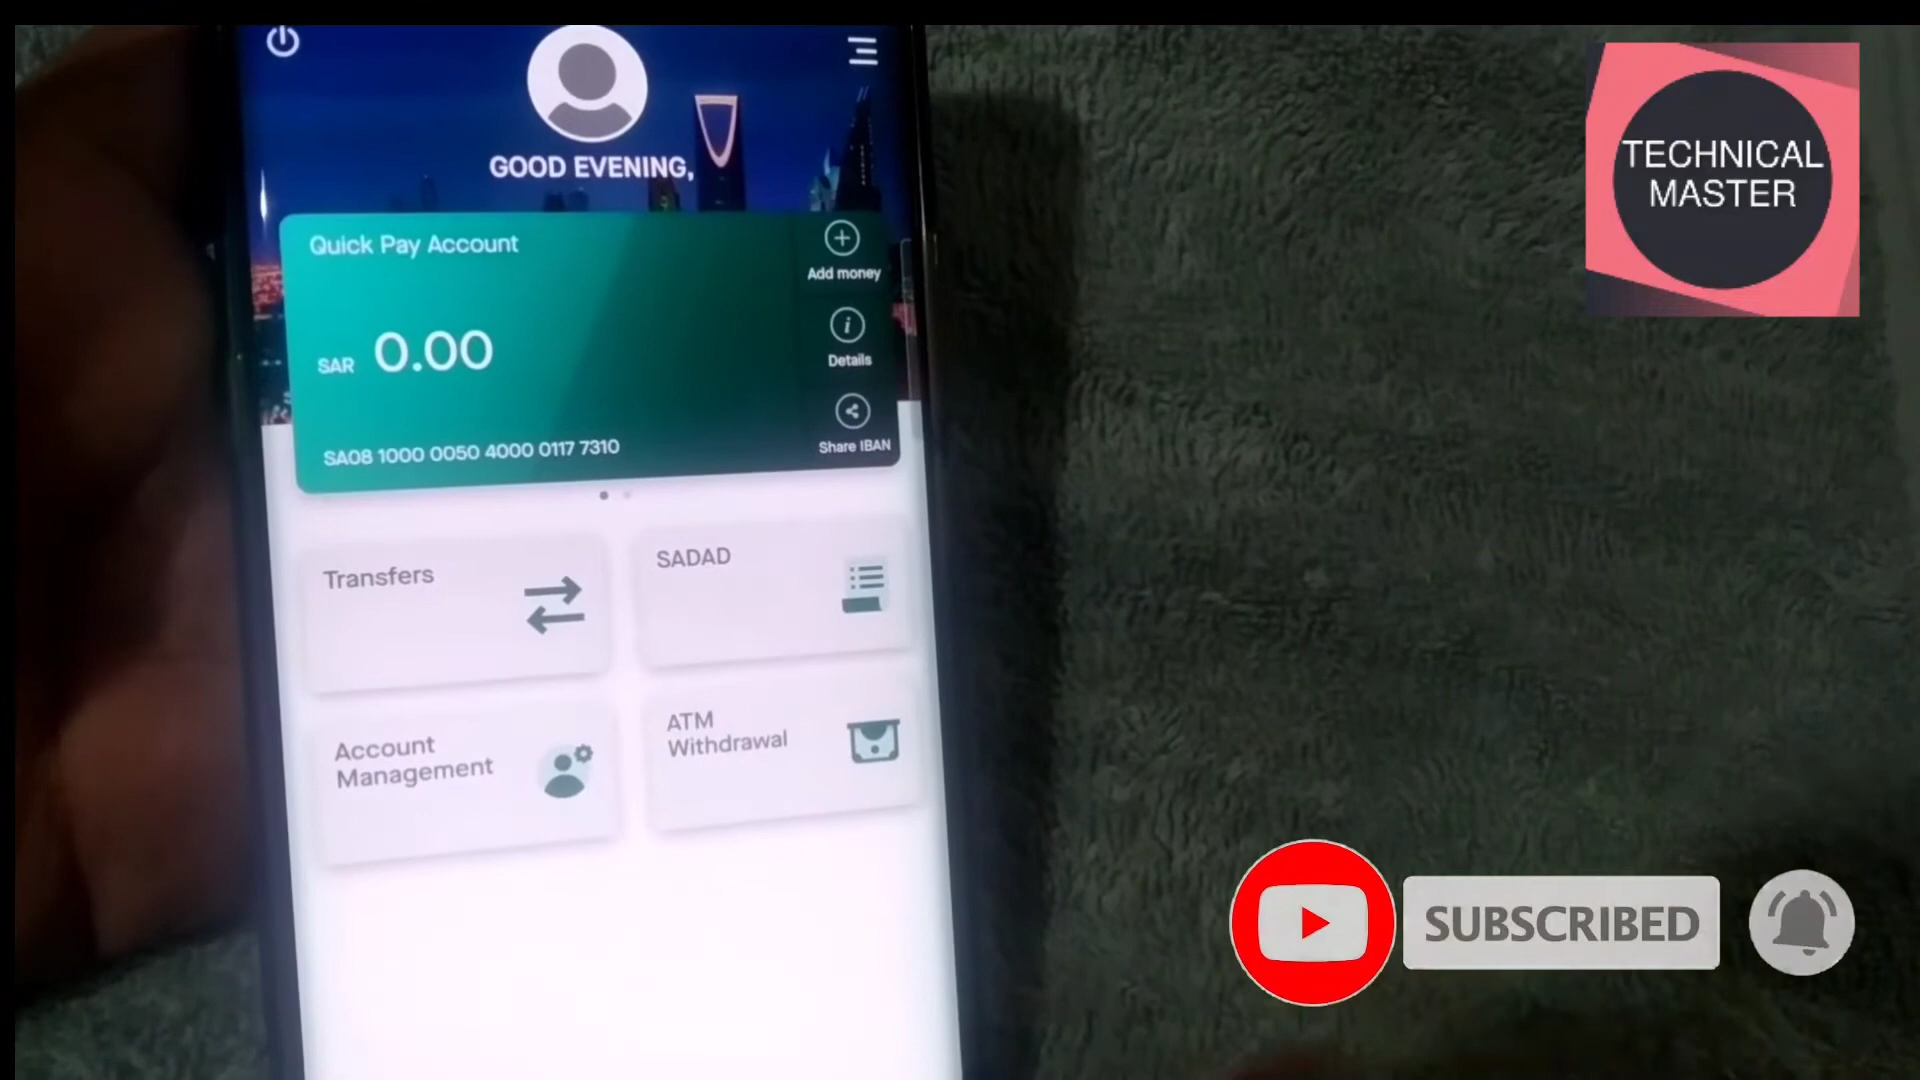 GOOD EVENING,
Quick Pay Account
Add money
SAR 0.00
Details
SA08 1000 0050 4000 0117 7310
Share IBAN
Transfers
SADAD
Account
Management
ATM
Withdrawal
TECHNICAL
MASTER
SUBSCRIBED